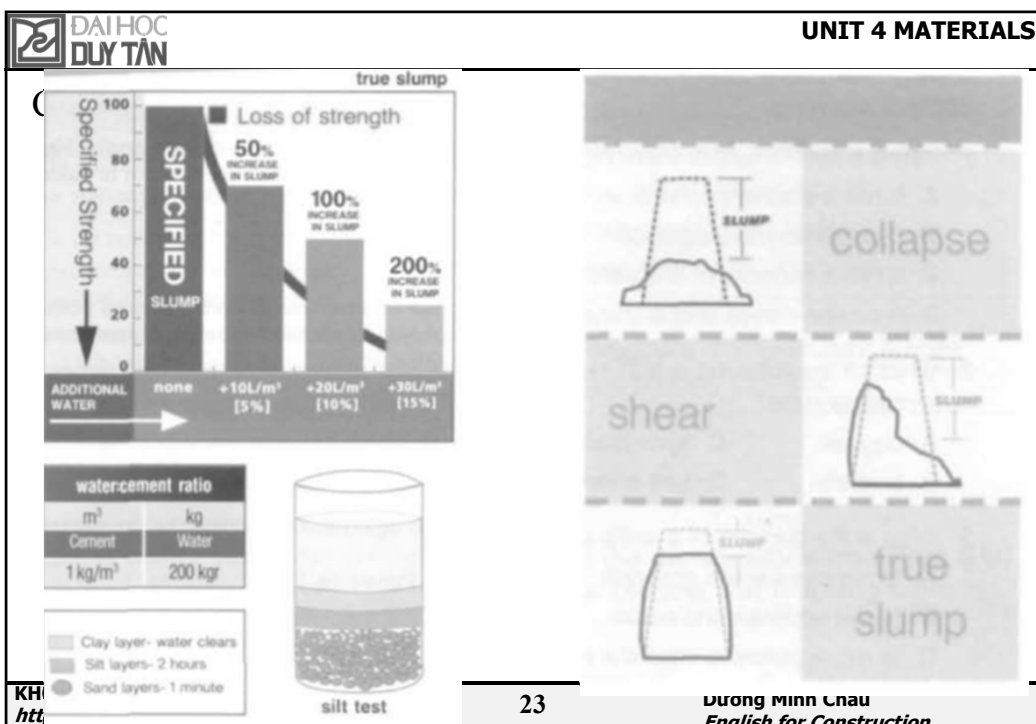 ĐẠI HỌC
DUY TÂN
UNIT 4 MATERIALS
true slump
Specified Strength
100
80
60
40
20
0
Loss of strength
SPECIFIED
SLUMP
50%
INCREASE
IN SLUMP
100%
INCREASE
IN SLUMP
200%
INCREASE
IN SLUMP
ADDITIONAL
WATER
none
+10L/m³
[5%]
+20L/m³
[10%]
+30L/m³
[15%]
water:cement ratio
m³ kg
Cement Water
1 kg/m³ 200 kgr
Clay layer- water clears
Silt layers- 2 hours
Sand layers- 1 minute
silt test
SLUMP
collapse
shear
SLUMP
SLUMP
true
slump
23
Dương Minh Châu
English for Construction